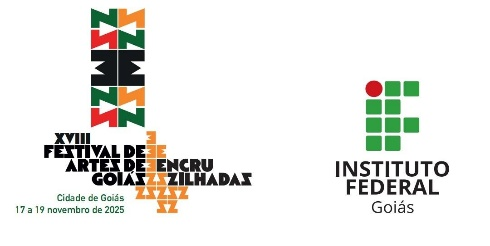 XVIII
FESTIVAL DE
ARTES DE ENCRU
GOIÁS ZILHADAS
Cidade de Goiás
17 a 19 novembro de 2025
INSTITUTO
FEDERAL
Goiás